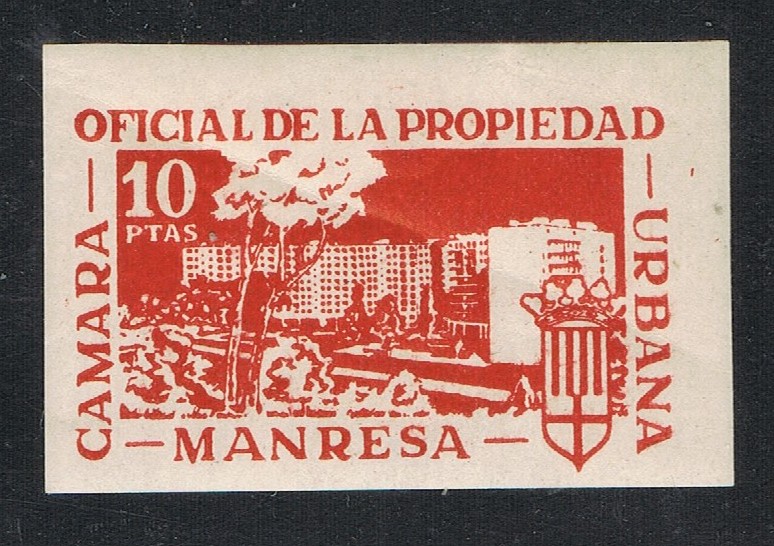 CAMARA
OFICIAL DE LA PROPIEDAD
URBANA
10
PTAS
MANRESA